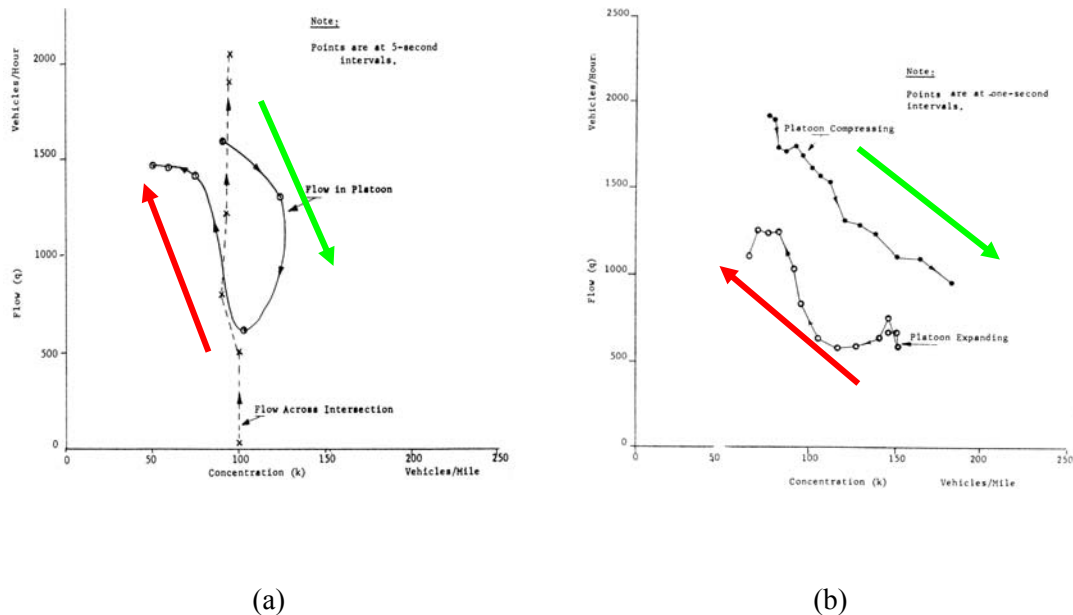 Note:
Points are at 5-second
intervals.
Vehicles/Hour
Flow (q)
2000
1500
1000
500
0
Flow in Platoon
Flow Across Intersection
0
50
100
150
200
250
Concentration (k)
Vehicles/Mile
(a)
Note:
Points are at one-second
intervals.
Vehicles/Hour
Flow (q)
2500
2000
1500
1000
500
0
Platoon Compressing
Platoon Expanding
0
50
100
150
200
250
Concentration (k)
Vehicles/Mile
(b)